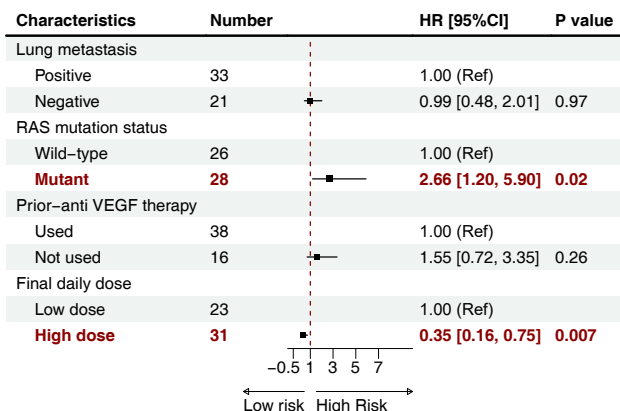 Characteristics Number HR [95%CI] P value
Lung metastasis
Positive 33 1.00 (Ref)
Negative 21 0.99 [0.48, 2.01] 0.97
RAS mutation status
Wild−type 26 1.00 (Ref)
Mutant 28 2.66 [1.20, 5.90] 0.02
Prior−anti VEGF therapy
Used 38 1.00 (Ref)
Not used 16 1.55 [0.72, 3.35] 0.26
Final daily dose
Low dose 23 1.00 (Ref)
High dose 31 0.35 [0.16, 0.75] 0.007
−0.5 1 3 5 7
Low risk High Risk